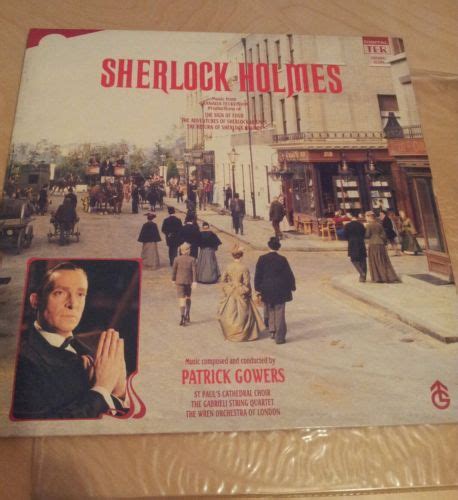 DIGITAL
TER
SHERLOCK HOLMES
Music from
GRANADA TELEVISION
Productions of
THE SIGN OF FOUR
THE ADVENTURES OF SHERLOCK HOLMES
THE RETURN OF SHERLOCK HOLMES
Music composed and conducted by
PATRICK GOWERS
ST PAUL'S CATHEDRAL CHOIR
THE GABRIELI STRING QUARTET
THE WREN ORCHESTRA OF LONDON